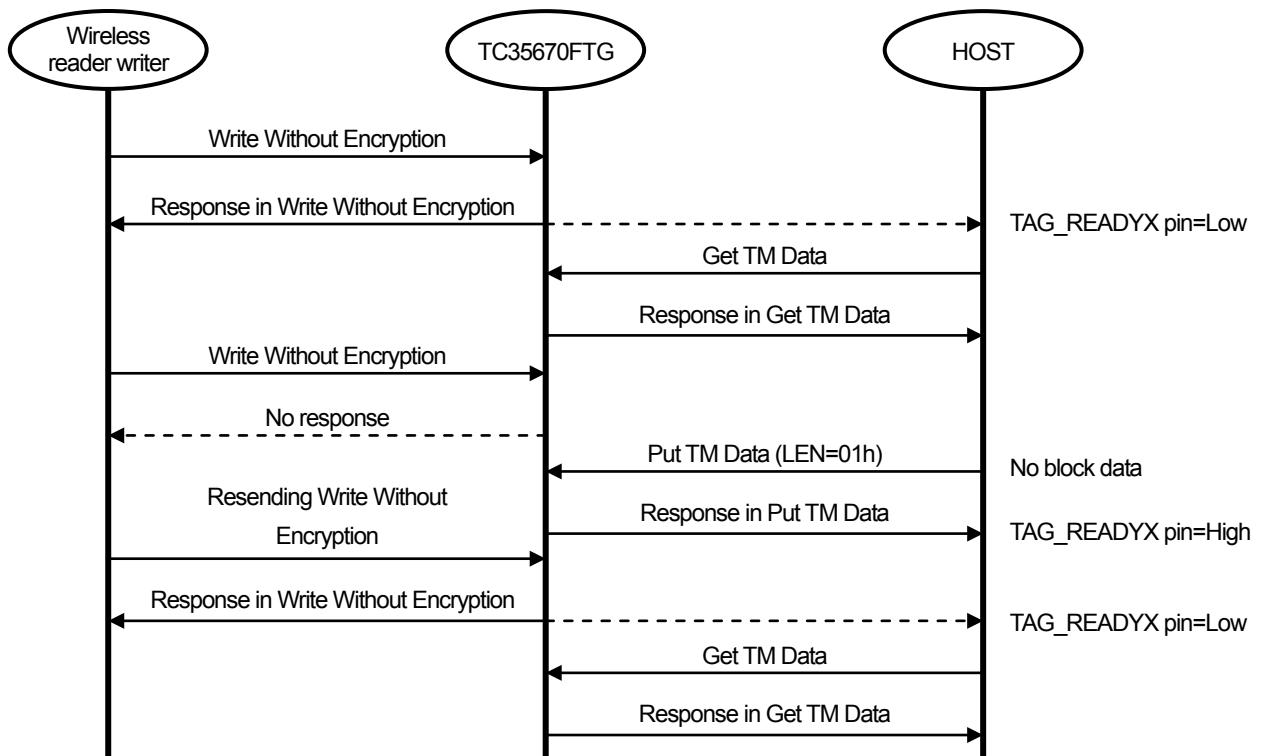 Wireless
reader writer
TC35670FTG
HOST
Write Without Encryption
Response in Write Without Encryption
TAG_READYX pin=Low
Get TM Data
Response in Get TM Data
Write Without Encryption
No response
Put TM Data (LEN=01h)
No block data
Resending Write Without
Encryption
Response in Put TM Data
TAG_READYX pin=High
Response in Write Without Encryption
TAG_READYX pin=Low
Get TM Data
Response in Get TM Data